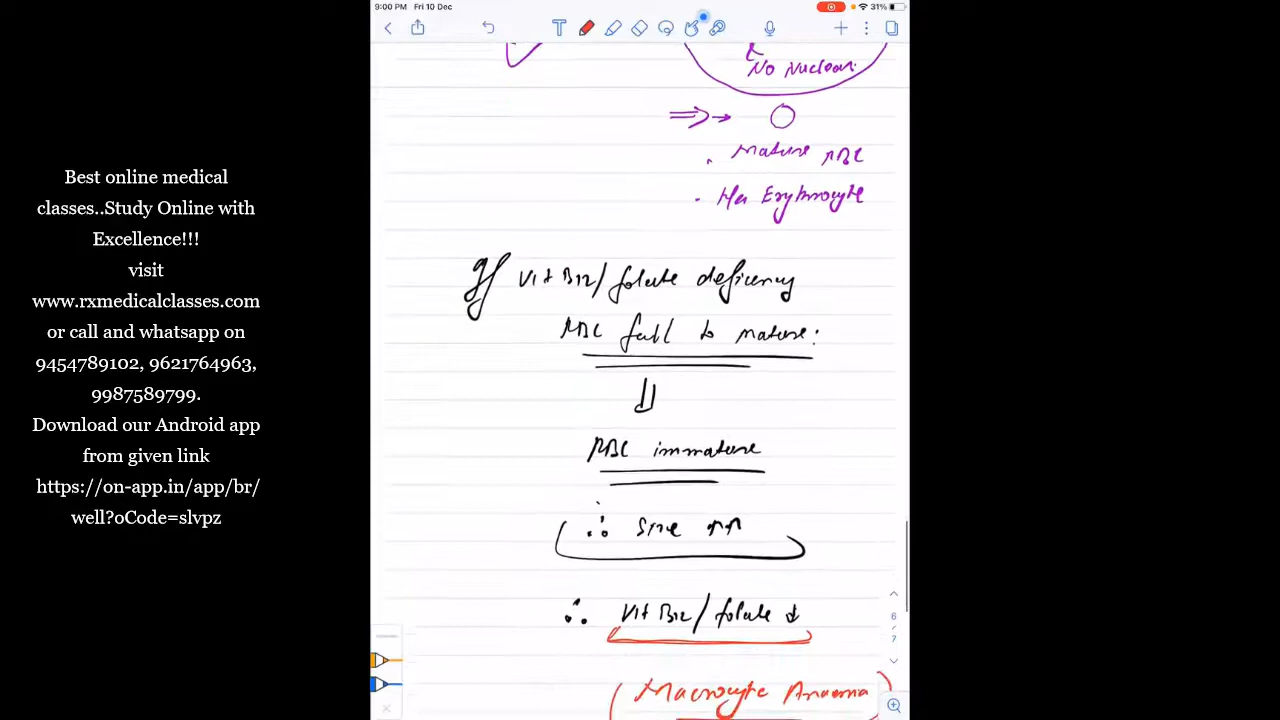 9:00 PM Fri 10 Dec
31%
No Nuclear.
Best online medical
classes..Study Online with
Excellence!!!
visit
www.rxmedicalclasses.com
or call and whatsapp on
9454789102, 9621764963,
9987589799.
Download our Android app
from given link
https://on-app.in/app/br/
well?oCode=slvpz
⇒→
. Mature RBC
. Erythrocyte
If Vit B12/folate deficiency
RBC fail to mature:
⇓
RBC immature
∴ Size ↑↑
∴ Vit B12/folate ↓
Macrocyte Anaemia
6
7